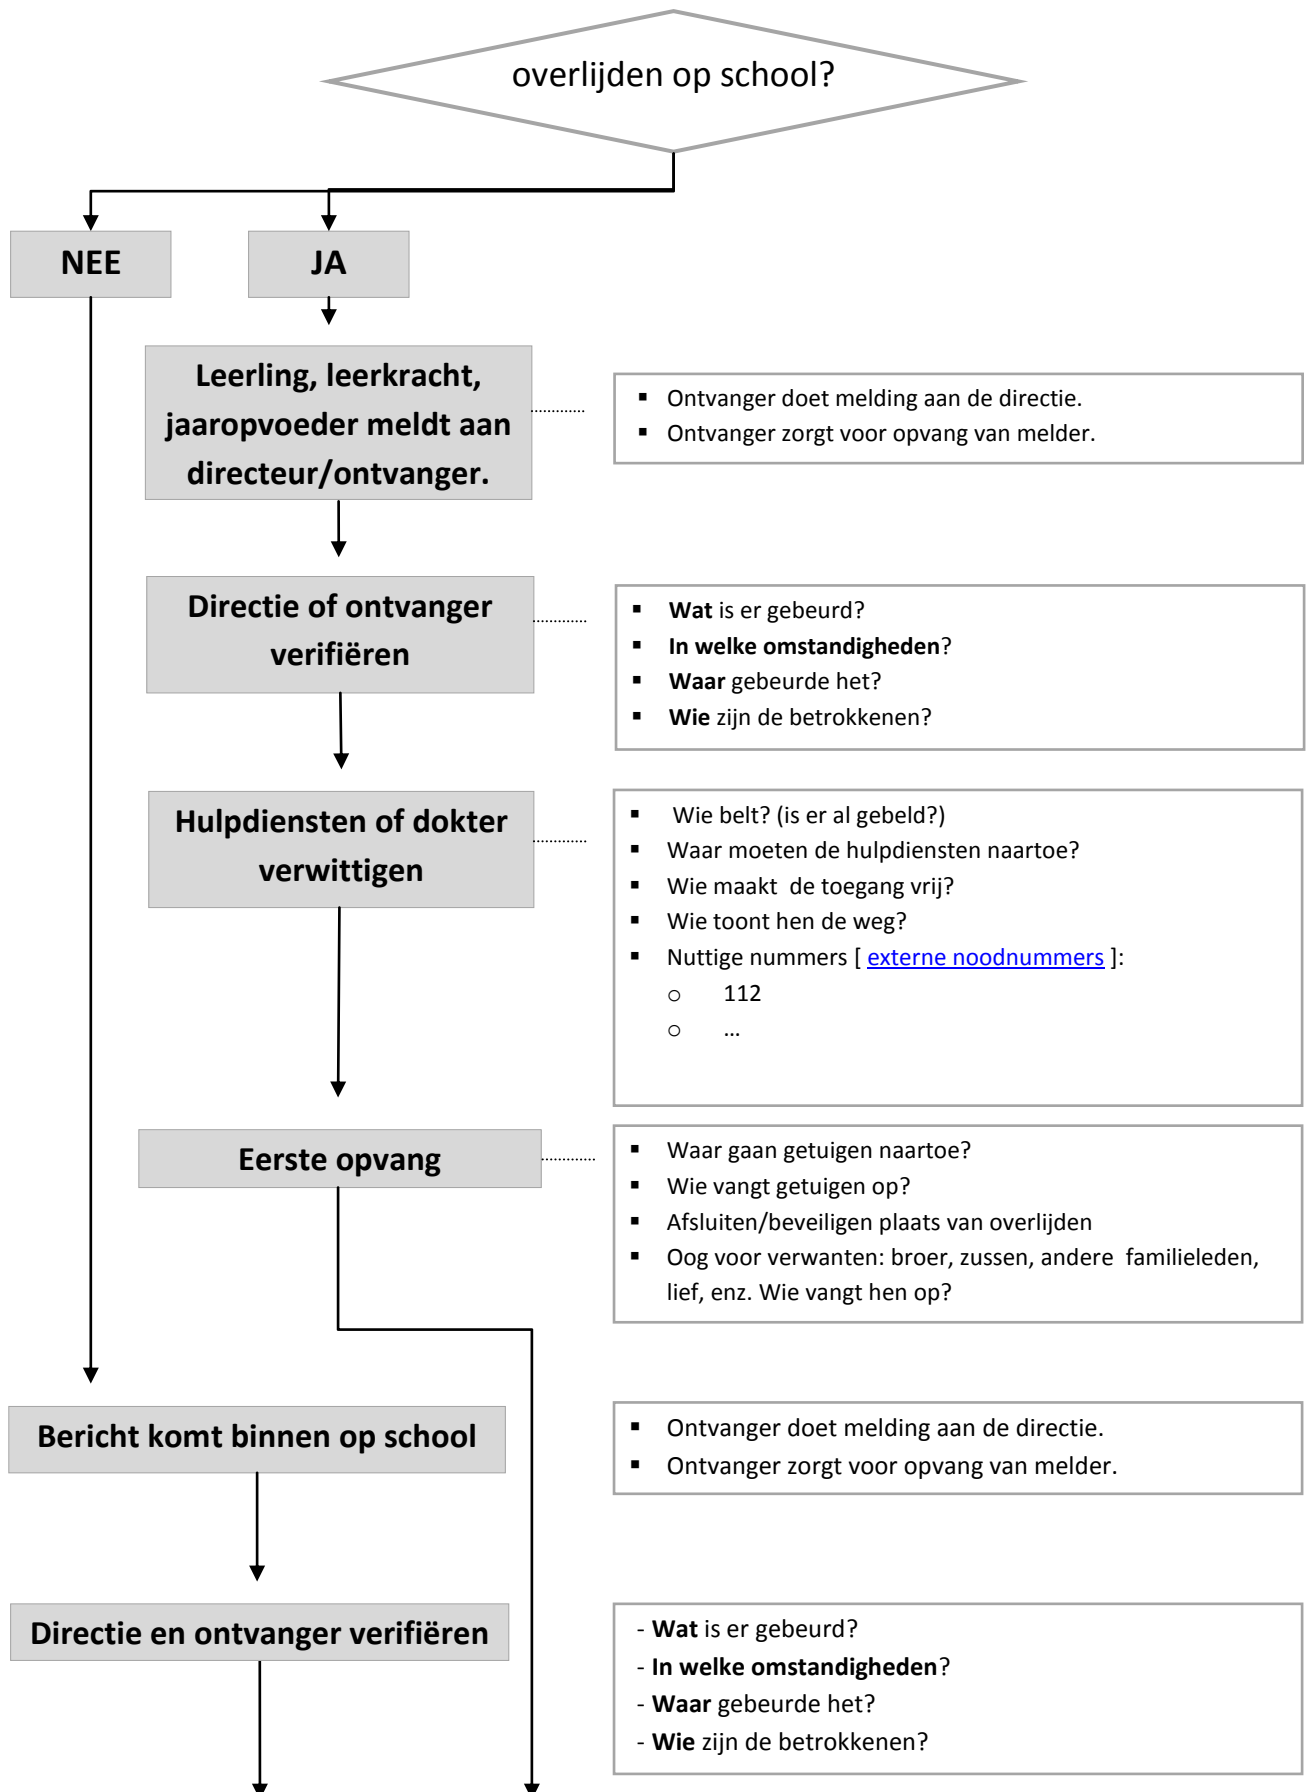 overlijden op school?
NEE
JA
Leerling, leerkracht,
jaaropvoeder meldt aan
directeur/ontvanger.
▪ Ontvanger doet melding aan de directie.
▪ Ontvanger zorgt voor opvang van melder.
Directie of ontvanger
verifiëren
▪ Wat is er gebeurd?
▪ In welke omstandigheden?
▪ Waar gebeurde het?
▪ Wie zijn de betrokkenen?
Hulpdiensten of dokter
verwittigen
▪ Wie belt? (is er al gebeld?)
▪ Waar moeten de hulpdiensten naartoe?
▪ Wie maakt de toegang vrij?
▪ Wie toont hen de weg?
▪ Nuttige nummers [ externe noodnummers ]:
o 112
o ...
Eerste opvang
▪ Waar gaan getuigen naartoe?
▪ Wie vangt getuigen op?
▪ Afsluiten/beveiligen plaats van overlijden
▪ Oog voor verwanten: broer, zussen, andere familieleden,
lief, enz. Wie vangt hen op?
Bericht komt binnen op school
▪ Ontvanger doet melding aan de directie.
▪ Ontvanger zorgt voor opvang van melder.
Directie en ontvanger verifiëren
- Wat is er gebeurd?
- In welke omstandigheden?
- Waar gebeurde het?
- Wie zijn de betrokkenen?